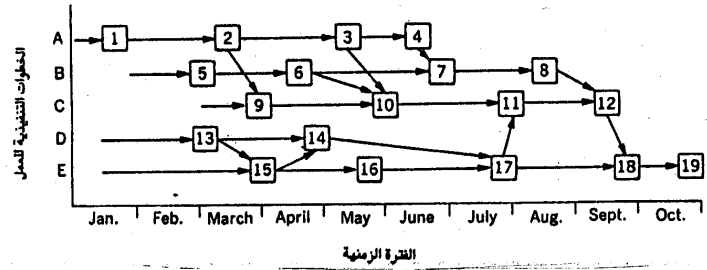 A 1 2 3 4
B 5 6 7 8
C 9 10 11 12
D 13 14
E 15 16 17 18 19
Jan. Feb. March April May June July Aug. Sept. Oct.
الفترة الزمنية
الخطوات التنفيذية للعمل